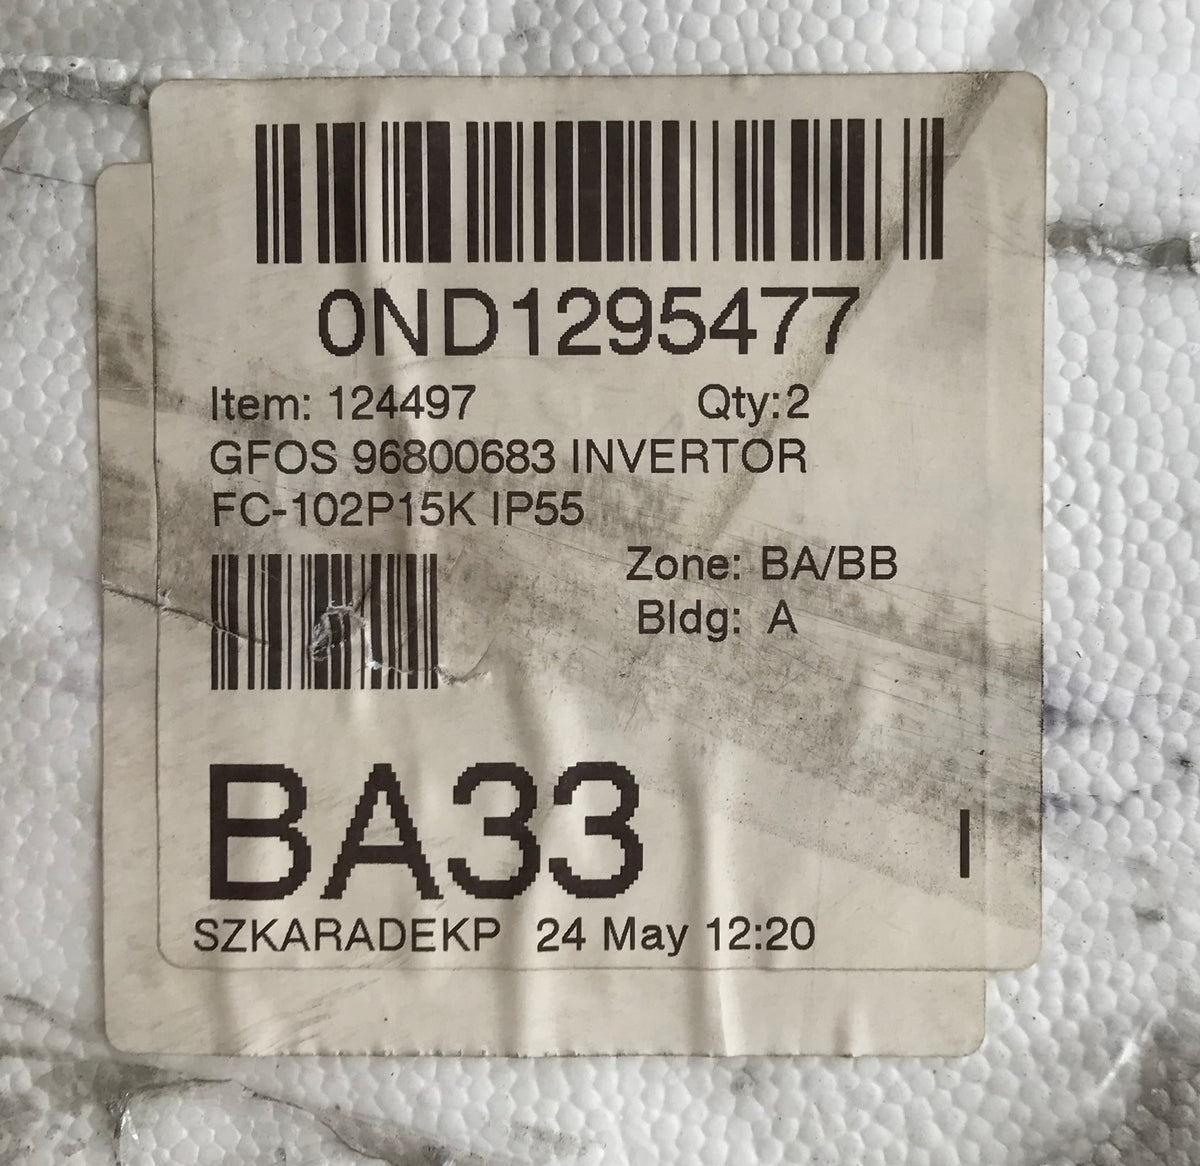 0ND1295477
Item: 124497 Qty:2
GFOS 96800683 INVERTOR
FC-102P15K IP55
Zone: BA/BB
Bldg: A
BA33 I
SZKARADEKP 24 May 12:20